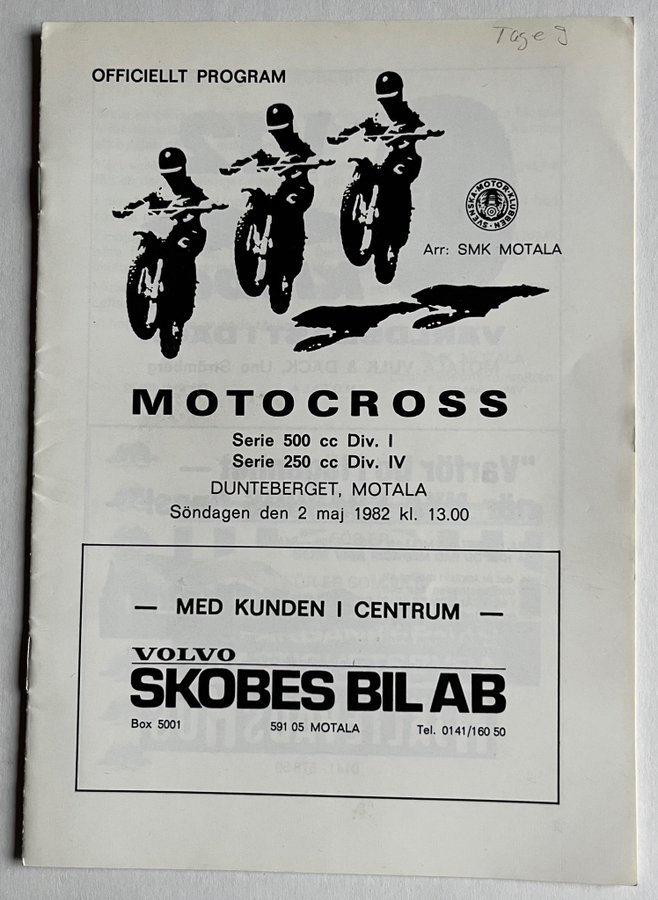 Tage J
OFFICIELLT PROGRAM
SVENSKA·MOTOR·KLUBBEN·
Arr: SMK MOTALA
MOTOCROSS
Serie 500 cc Div. I
Serie 250 cc Div. IV
DUNTEBERGET, MOTALA
Söndagen den 2 maj 1982 kl. 13.00
— MED KUNDEN I CENTRUM —
VOLVO
SKOBES BIL AB
Box 5001 591 05 MOTALA Tel. 0141/160 50